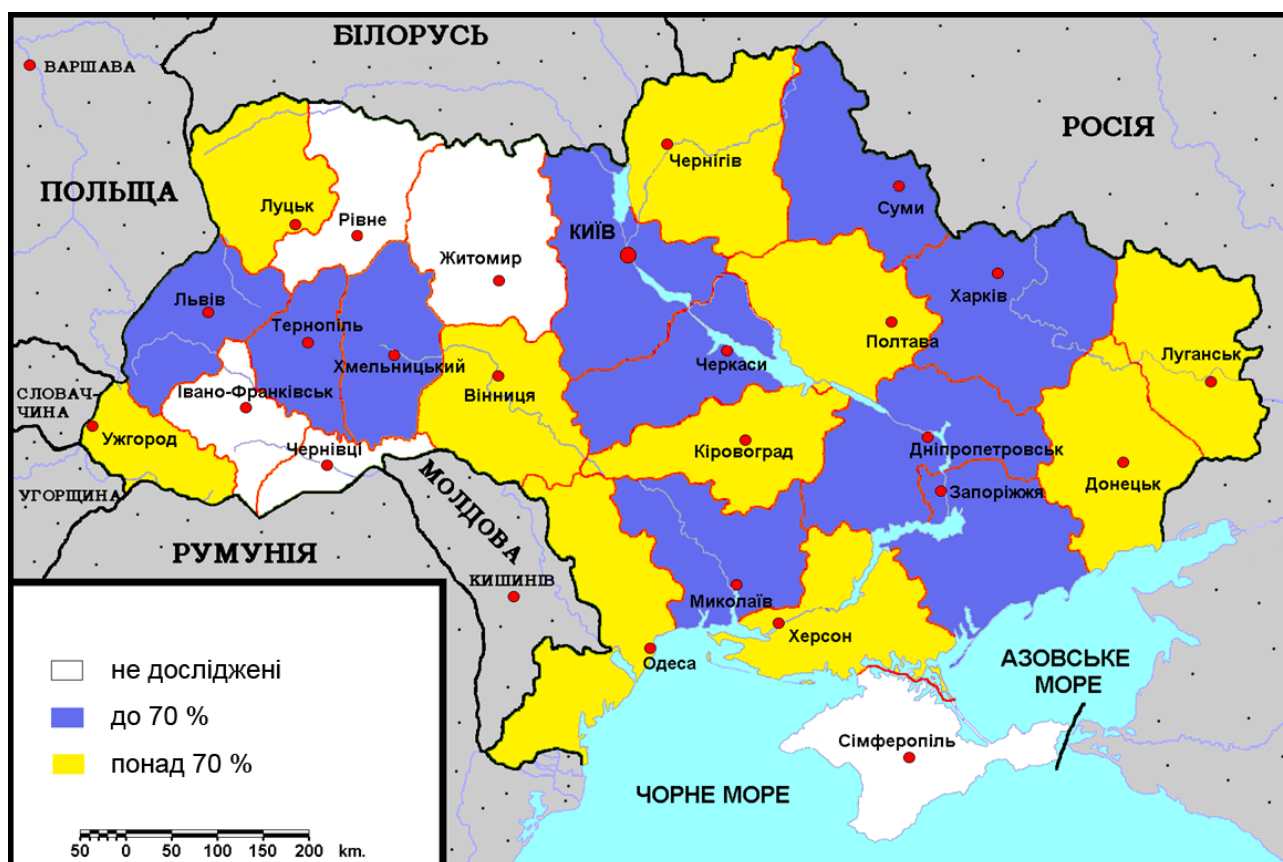 БІЛОРУСЬ
ВАРШАВА
РОСІЯ
Чернігів
ПОЛЬЩА
Суми
Луцьк
Рівне
КИЇВ
Житомир
Харків
Львів
Тернопіль
Полтава
Луганськ
Хмельницький
Черкаси
СЛОВАЧ-
ЧИНА
Івано-Франківськ
Вінниця
Ужгород
Чернівці
Кіровоград
Дніпропетровськ
Донецьк
УГОРЩИНА
Запоріжжя
МОЛДОВА
РУМУНІЯ
КИШИНІВ
Миколаїв
Херсон
Одеса
АЗОВСЬКЕ
МОРЕ
Сімферополь
ЧОРНЕ МОРЕ
не досліджені
до 70 %
понад 70 %
50 0 50 100 150 200 km.